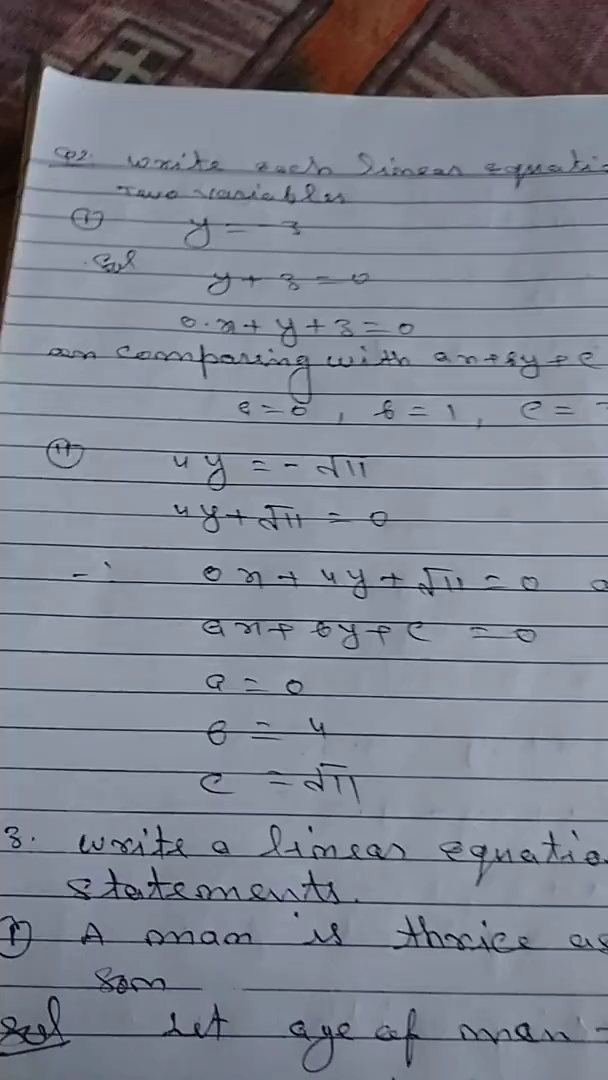 Q2. Write each linear equatio
Two variables
(I) y = -3
Sol
y + 3 = 0
0.x + y + 3 = 0
on comparing with ax + by + c
a = 0, b = 1, c =
(II) 4y = -√11
4y + √11 = 0
∴ 0x + 4y + √11 = 0
ax + by + c = 0
a = 0
b = 4
c = √11
3. Write a linear equatio
statements.
(I) A man is thrice as
son
Sol Let age of man =